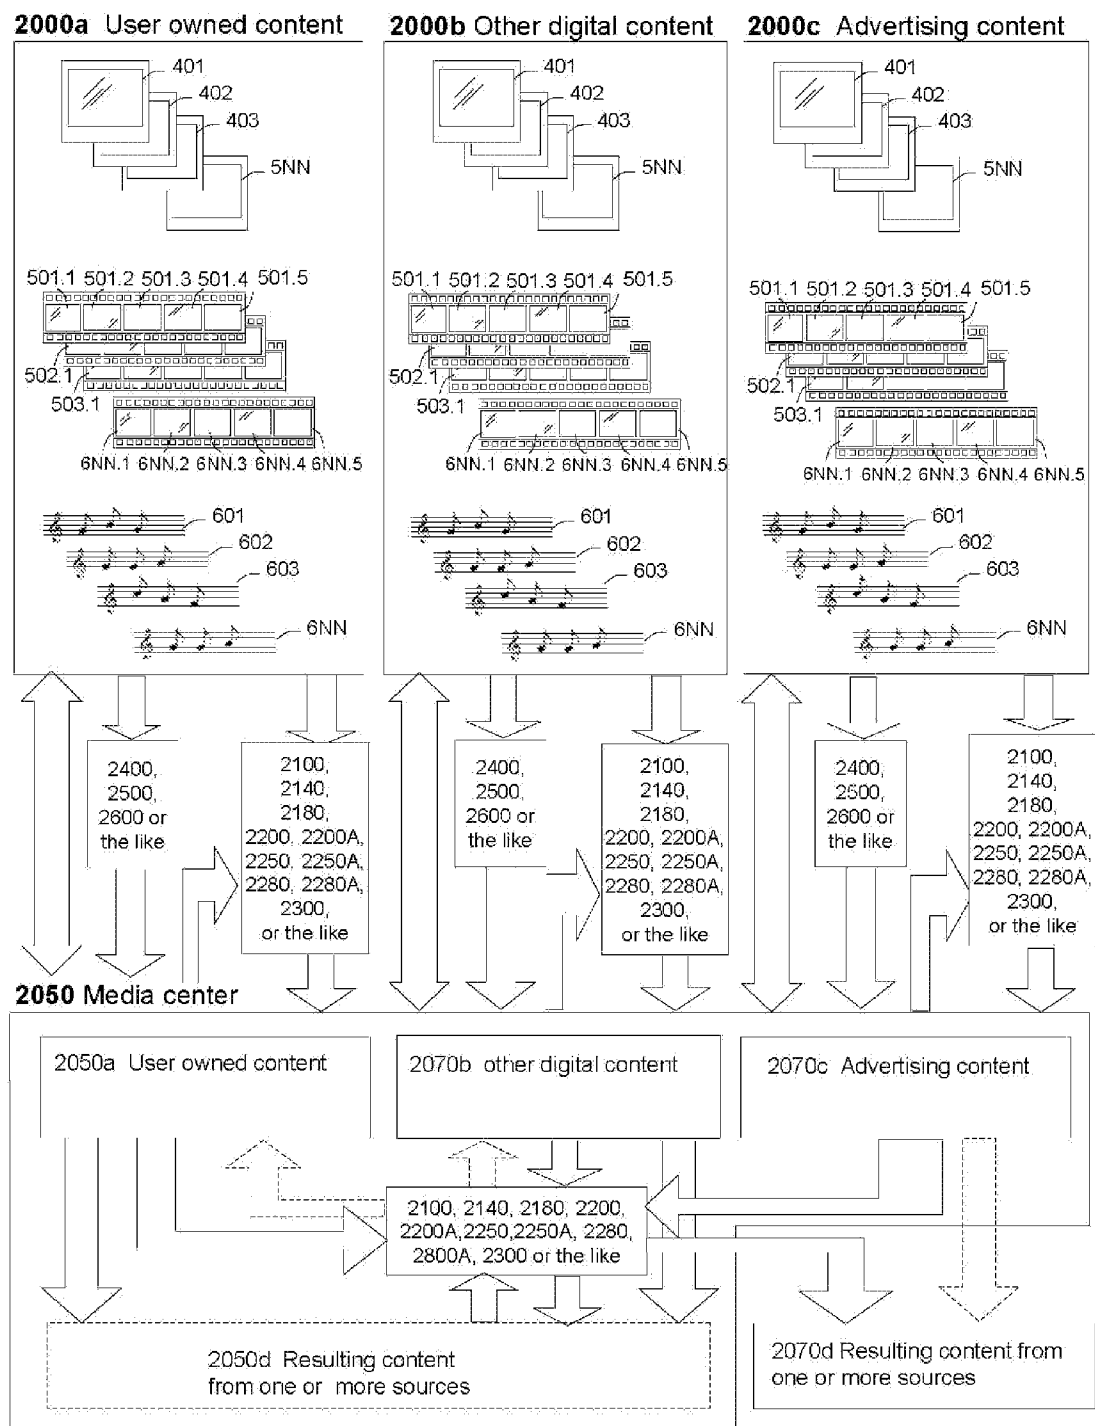 2000a User owned content
2000b Other digital content
2000c Advertising content
401
402
403
5NN
401
402
403
5NN
401
402
403
5NN
501.1 501.2 501.3 501.4 501.5
502.1
503.1
6NN.1 6NN.2 6NN.3 6NN.4 6NN.5
501.1 501.2 501.3 501.4 501.5
502.1
503.1
6NN.1 6NN.2 6NN.3 6NN.4 6NN.5
501.1 501.2 501.3 501.4 501.5
502.1
503.1
6NN.1 6NN.2 6NN.3 6NN.4 6NN.5
601
602
603
6NN
601
602
603
6NN
601
602
603
6NN
2400,
2500,
2600 or
the like
2100,
2140,
2180,
2200, 2200A,
2250, 2250A,
2280, 2280A,
2300,
or the like
2400,
2500,
2600 or
the like
2100,
2140,
2180,
2200, 2200A,
2250, 2250A,
2280, 2280A,
2300,
or the like
2400,
2500,
2600 or
the like
2100,
2140,
2180,
2200, 2200A,
2250, 2250A,
2280, 2280A,
2300,
or the like
2050 Media center
2050a User owned content
2070b other digital content
2070c Advertising content
2100, 2140, 2180, 2200,
2200A,2250,2250A, 2280,
2800A, 2300 or the like
2050d Resulting content
from one or more sources
2070d Resulting content from
one or more sources